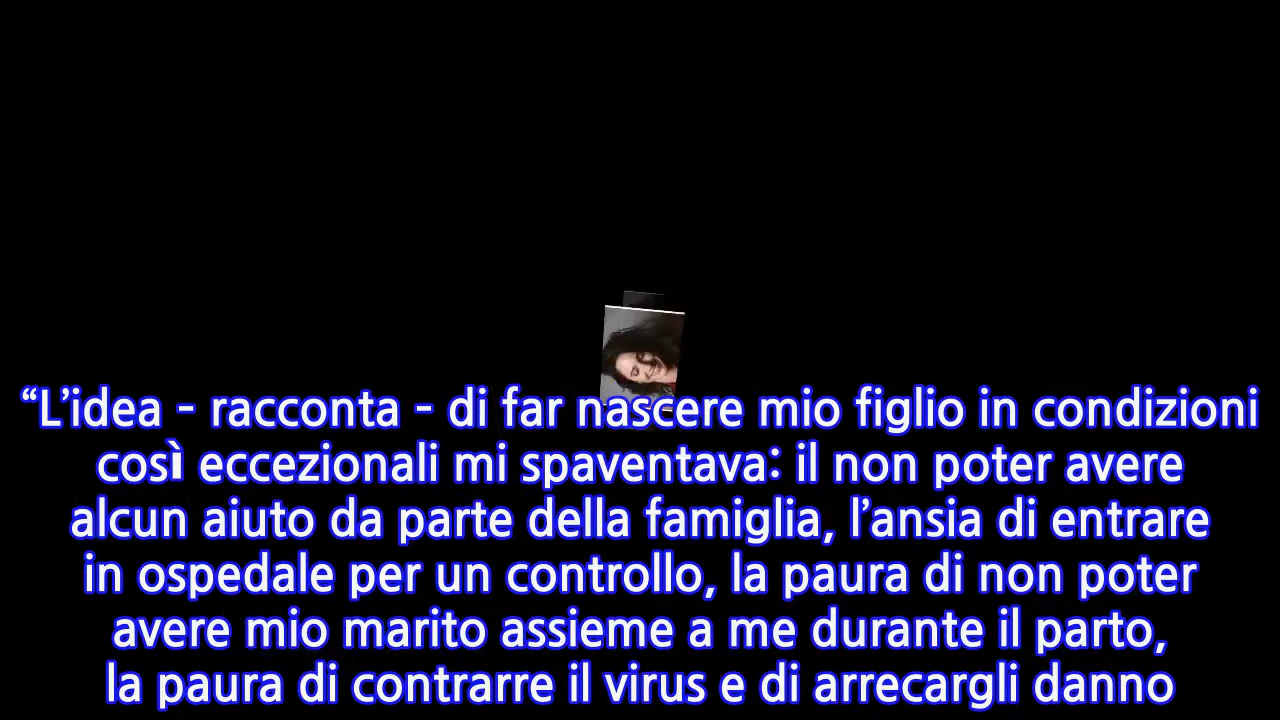 “L’idea - racconta - di far nascere mio figlio in condizioni
così eccezionali mi spaventava: il non poter avere
alcun aiuto da parte della famiglia, l’ansia di entrare
in ospedale per un controllo, la paura di non poter
avere mio marito assieme a me durante il parto,
la paura di contrarre il virus e di arrecargli danno